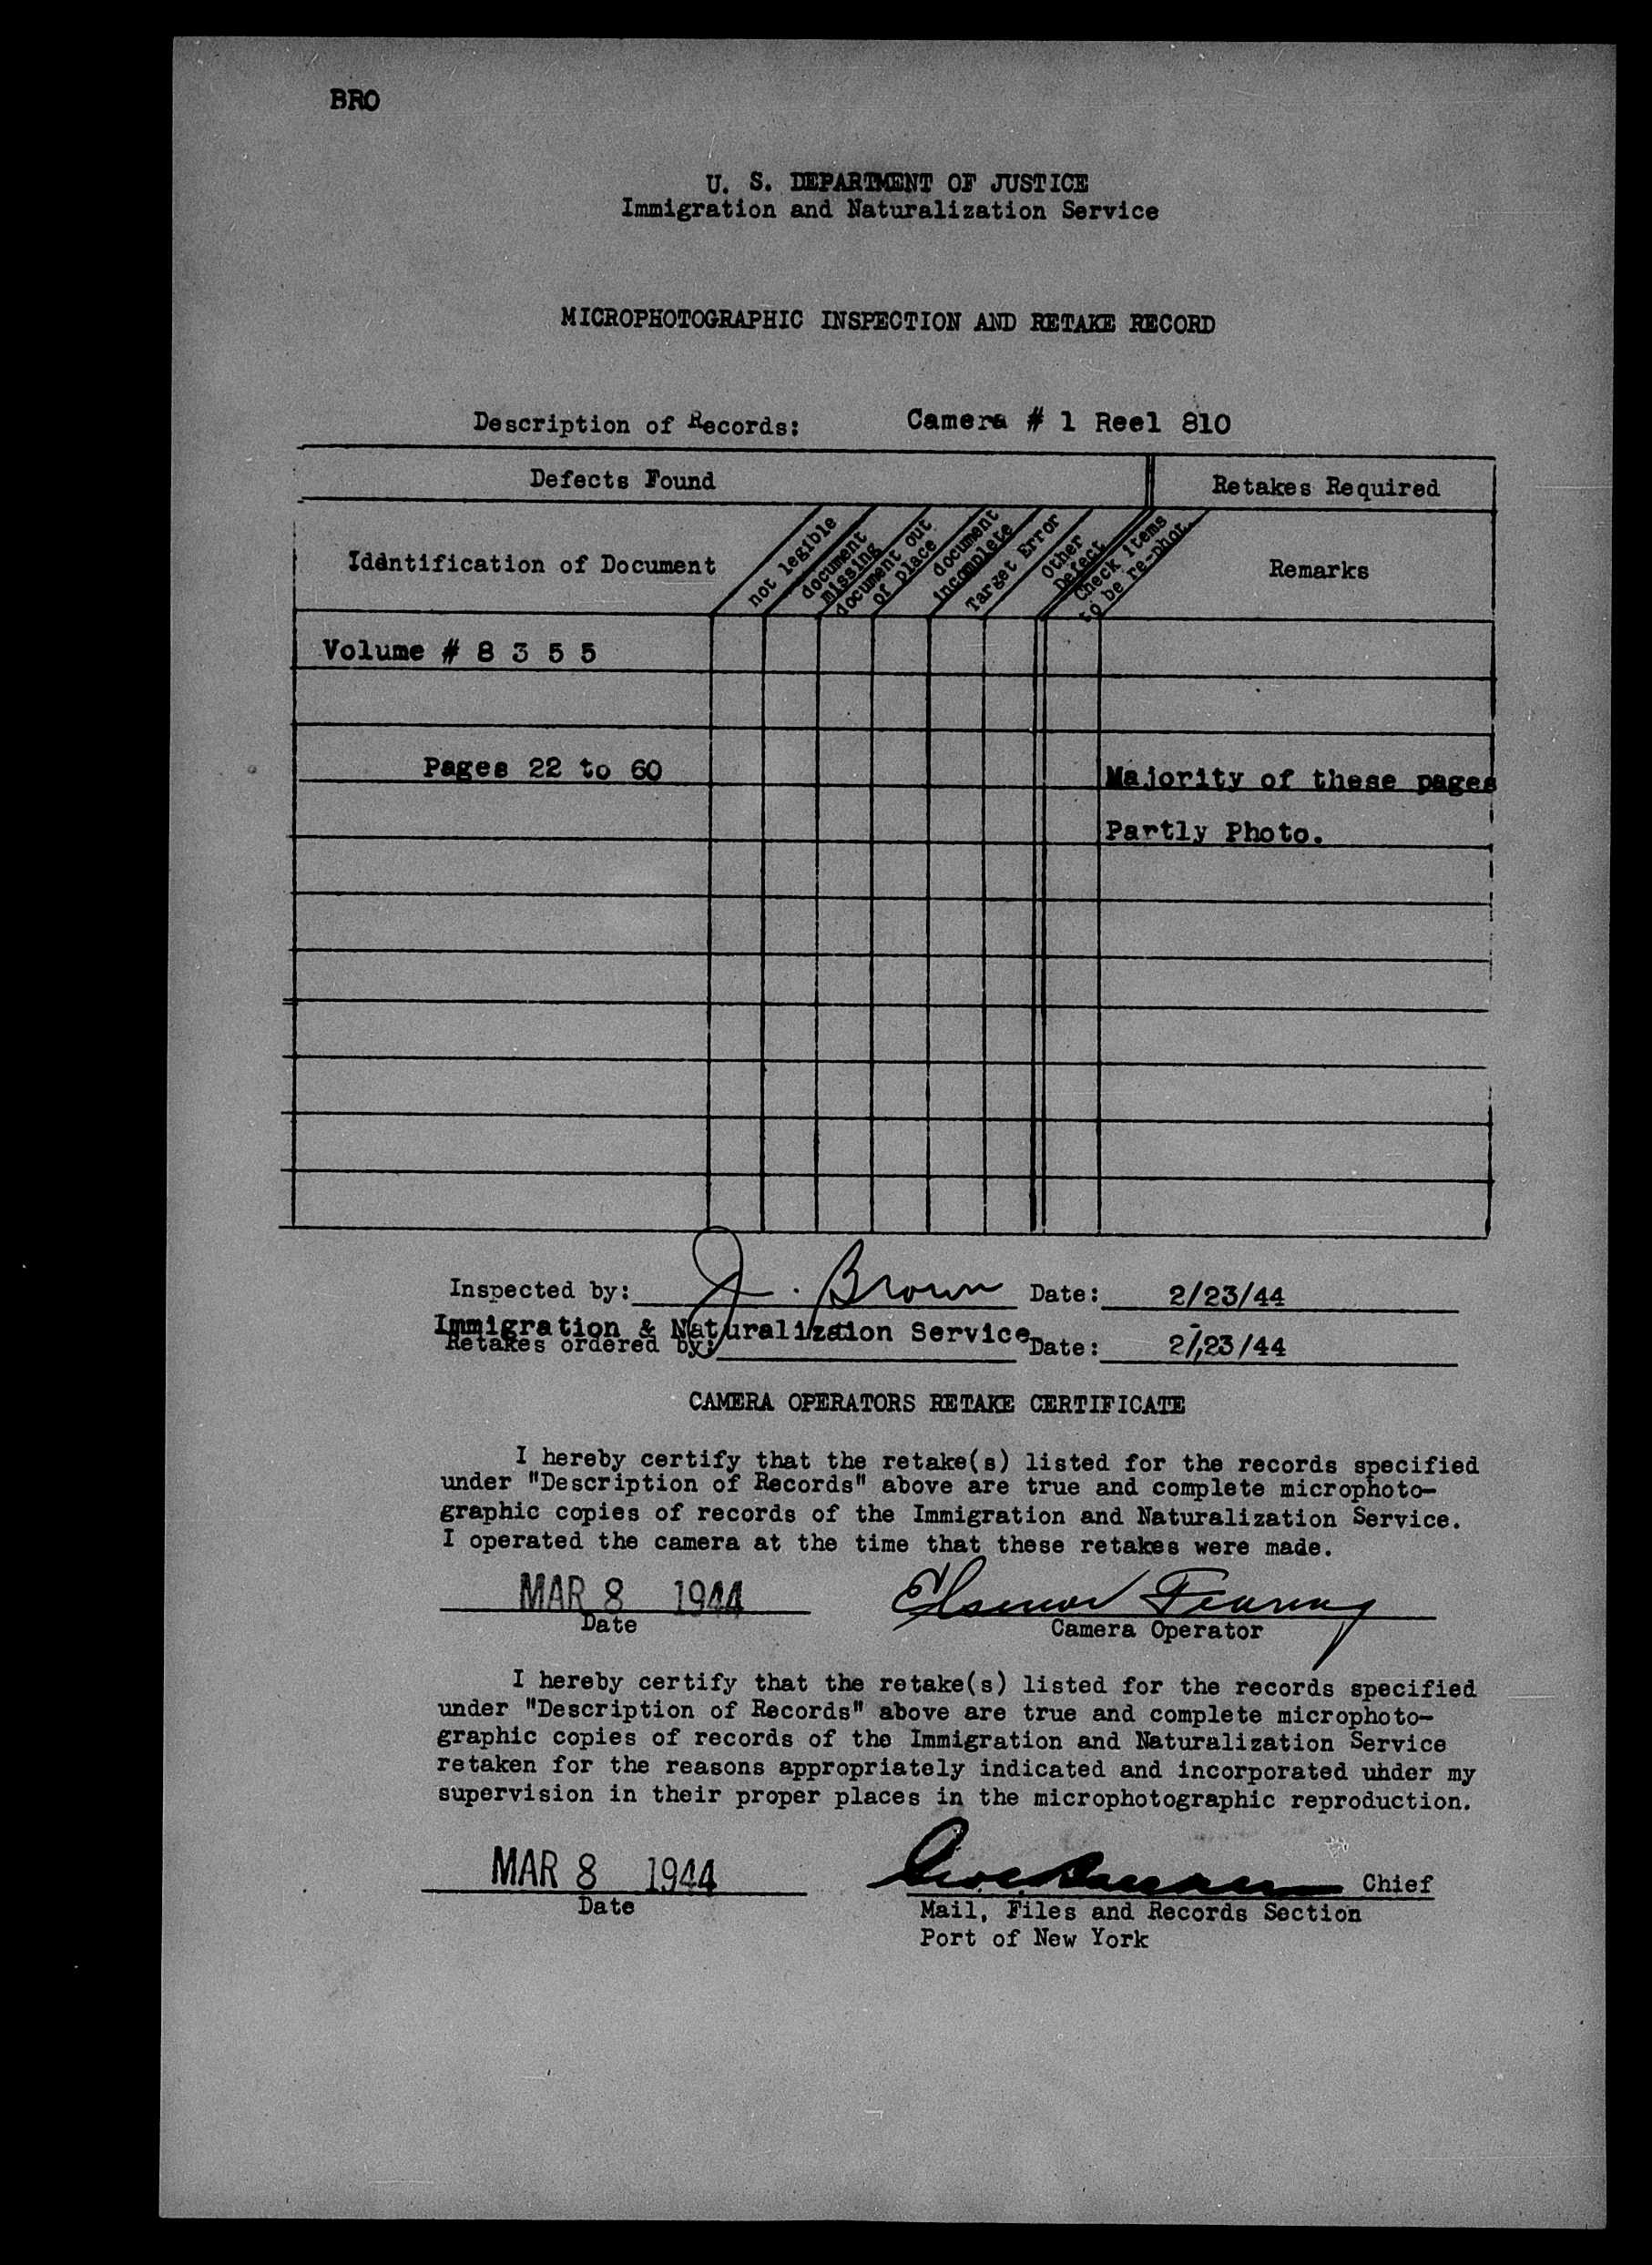 BRO
U. S. DEPARTMENT OF JUSTICE
Immigration and Naturalization Service
MICROPHOTOGRAPHIC INSPECTION AND RETAKE RECORD
Description of Records: Camera # 1 Reel 810
Defects Found Retakes Required
Identification of Document
not legible
document
missing
document out
of place
document
incomplete
Target Error
Other
Defect
Check items
to be re-phot.
Remarks
Volume # 8 3 5 5
Pages 22 to 60 Majority of these pages
Partly Photo.
Inspected by: J. Brown Date: 2/23/44
Immigration & Naturalizaion Service
Retakes ordered by: Date: 2/23/44
CAMERA OPERATORS RETAKE CERTIFICATE
I hereby certify that the retake(s) listed for the records specified
under "Description of Records" above are true and complete microphoto-
graphic copies of records of the Immigration and Naturalization Service.
I operated the camera at the time that these retakes were made.
MAR 8 1944
Date Camera Operator
I hereby certify that the retake(s) listed for the records specified
under "Description of Records" above are true and complete microphoto-
graphic copies of records of the Immigration and Naturalization Service
retaken for the reasons appropriately indicated and incorporated under my
supervision in their proper places in the microphotographic reproduction.
MAR 8 1944 Chief
Date Mail, Files and Records Section
Port of New York